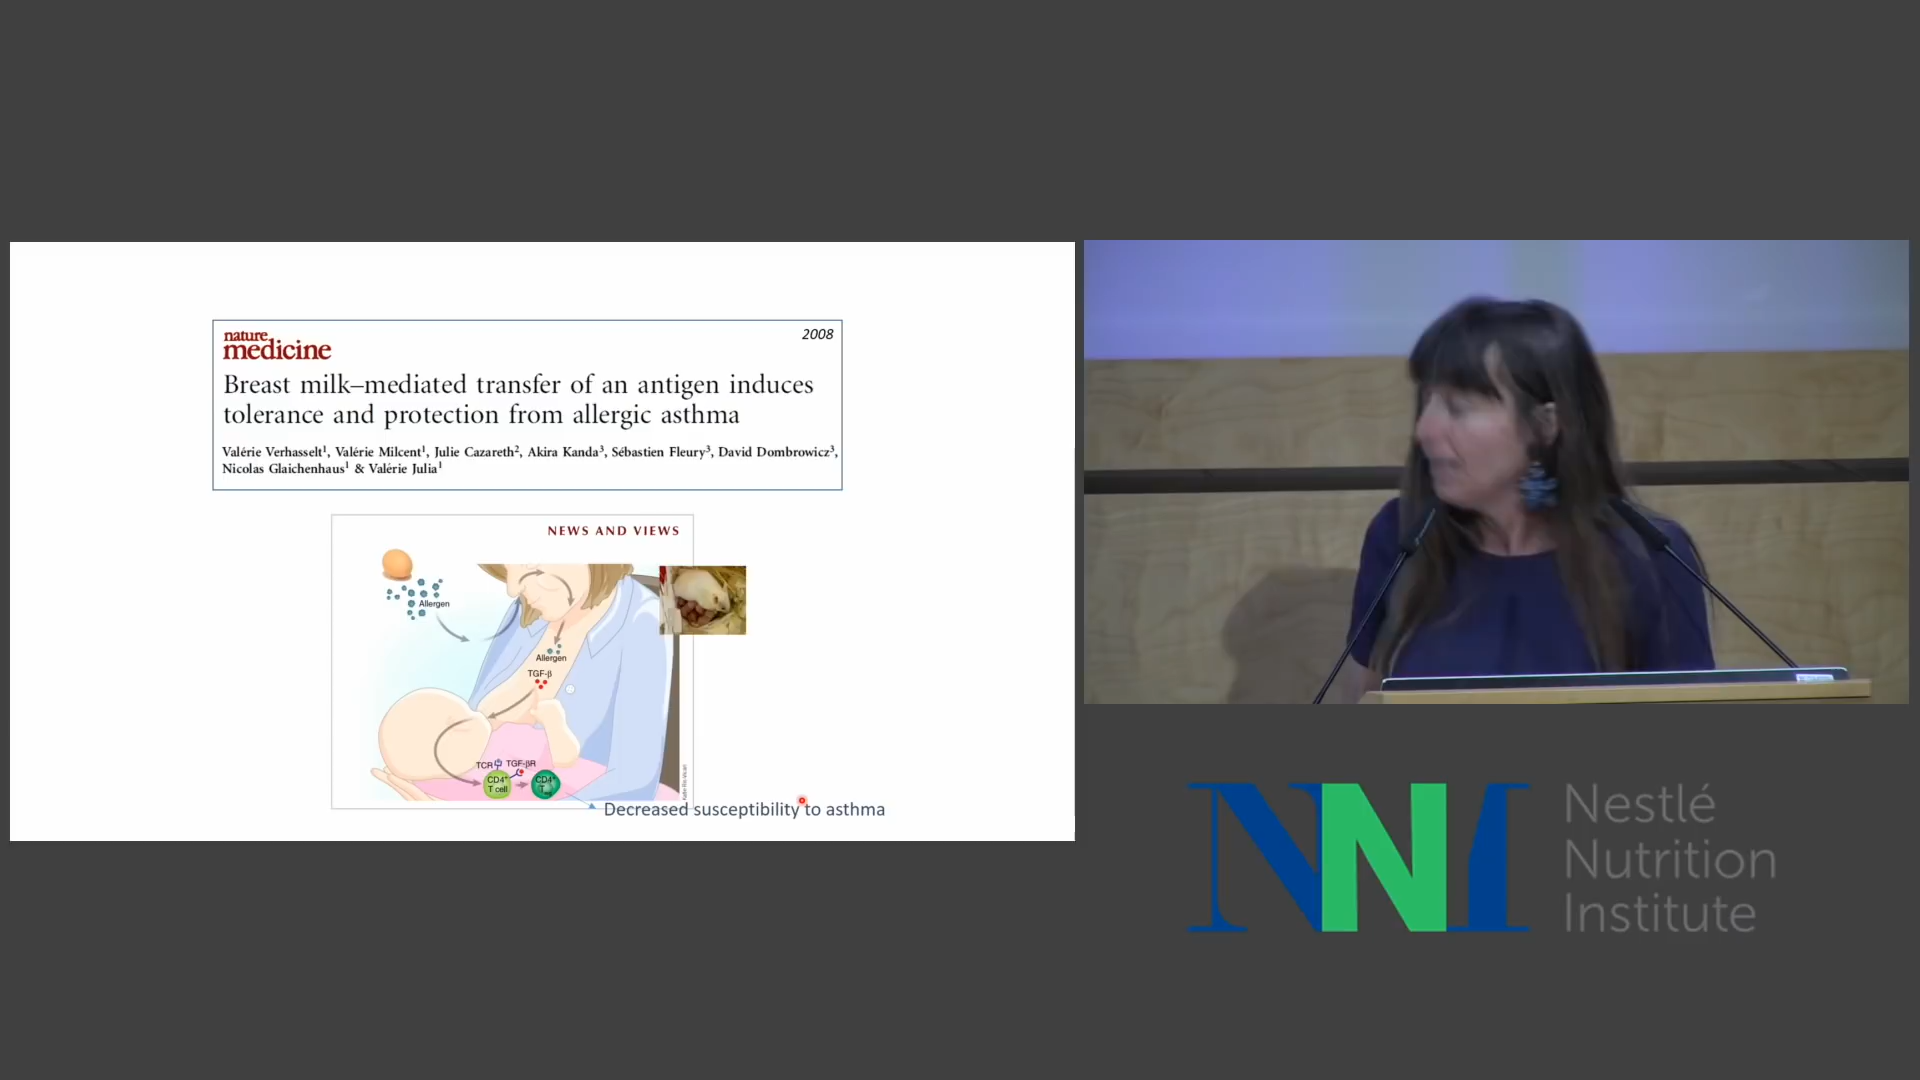 nature
medicine
2008
Breast milk–mediated transfer of an antigen induces
tolerance and protection from allergic asthma
Valérie Verhasselt1, Valérie Milcent1, Julie Cazareth2, Akira Kanda3, Sébastien Fleury3, David Dombrowicz3,
Nicolas Glaichenhaus1 & Valérie Julia1
NEWS AND VIEWS
Allergen
Allergen
TGF-β
TCR TGF-βR
CD4+
T cell
CD4+
Decreased susceptibility to asthma
NNI
Nestlé
Nutrition
Institute